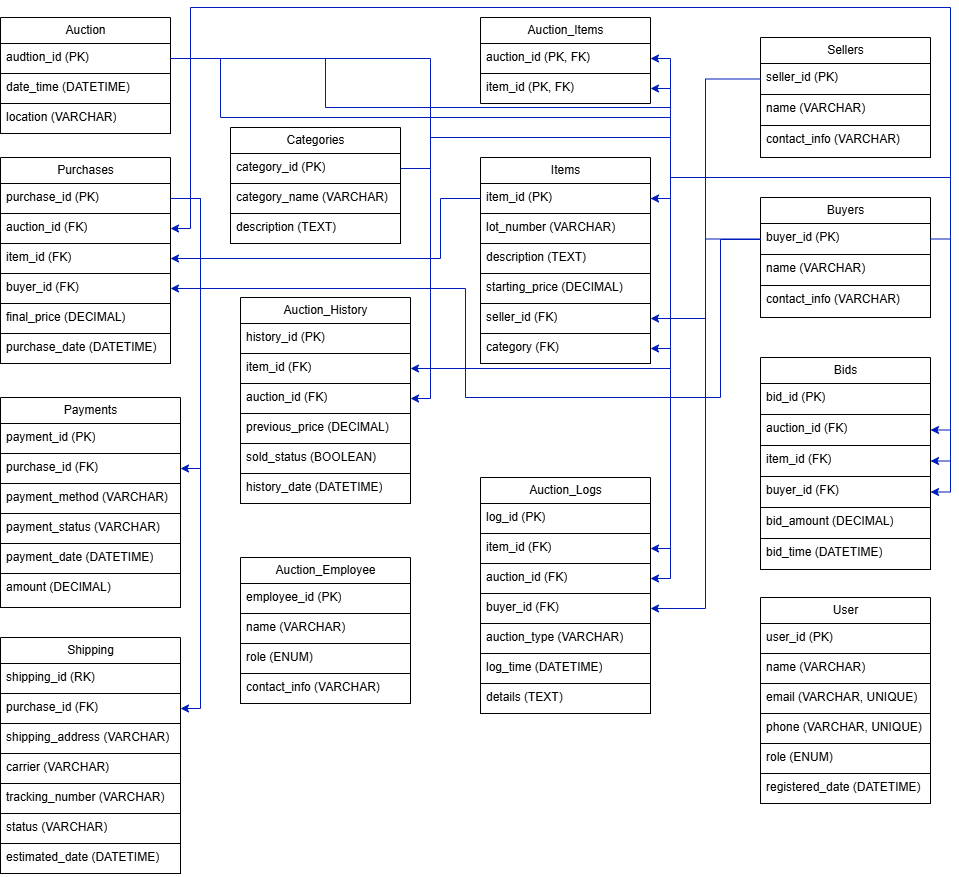 Auction
audtion_id (PK)
date_time (DATETIME)
location (VARCHAR)
Purchases
purchase_id (PK)
auction_id (FK)
item_id (FK)
buyer_id (FK)
final_price (DECIMAL)
purchase_date (DATETIME)
Payments
payment_id (PK)
purchase_id (FK)
payment_method (VARCHAR)
payment_status (VARCHAR)
payment_date (DATETIME)
amount (DECIMAL)
Shipping
shipping_id (RK)
purchase_id (FK)
shipping_address (VARCHAR)
carrier (VARCHAR)
tracking_number (VARCHAR)
status (VARCHAR)
estimated_date (DATETIME)
Categories
category_id (PK)
category_name (VARCHAR)
description (TEXT)
Auction_History
history_id (PK)
item_id (FK)
auction_id (FK)
previous_price (DECIMAL)
sold_status (BOOLEAN)
history_date (DATETIME)
Auction_Employee
employee_id (PK)
name (VARCHAR)
role (ENUM)
contact_info (VARCHAR)
Auction_Items
auction_id (PK, FK)
item_id (PK, FK)
Items
item_id (PK)
lot_number (VARCHAR)
description (TEXT)
starting_price (DECIMAL)
seller_id (FK)
category (FK)
Auction_Logs
log_id (PK)
item_id (FK)
auction_id (FK)
buyer_id (FK)
auction_type (VARCHAR)
log_time (DATETIME)
details (TEXT)
Sellers
seller_id (PK)
name (VARCHAR)
contact_info (VARCHAR)
Buyers
buyer_id (PK)
name (VARCHAR)
contact_info (VARCHAR)
Bids
bid_id (PK)
auction_id (FK)
item_id (FK)
buyer_id (FK)
bid_amount (DECIMAL)
bid_time (DATETIME)
User
user_id (PK)
name (VARCHAR)
email (VARCHAR, UNIQUE)
phone (VARCHAR, UNIQUE)
role (ENUM)
registered_date (DATETIME)